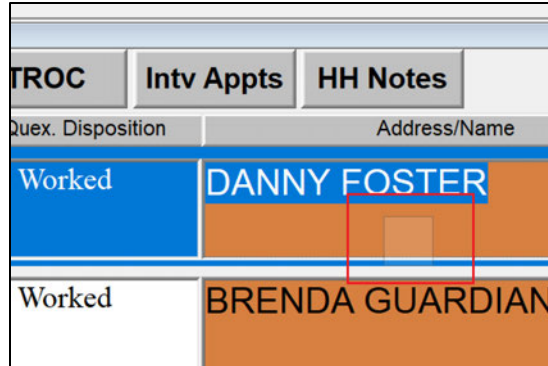 TROC Intv Appts HH Notes
Quex. Disposition Address/Name
Worked DANNY FOSTER
Worked BRENDA GUARDIAN